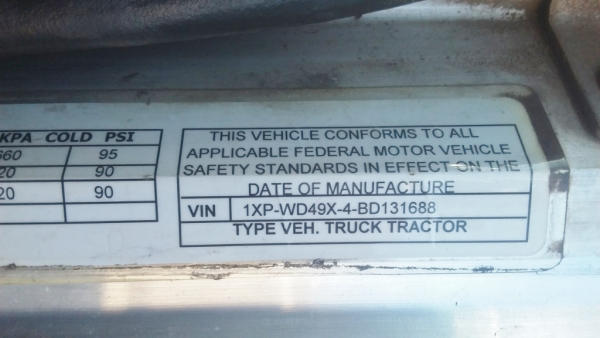 KPA COLD PSI
660 95
20 90
20 90
THIS VEHICLE CONFORMS TO ALL
APPLICABLE FEDERAL MOTOR VEHICLE
SAFETY STANDARDS IN EFFECT ON THE
DATE OF MANUFACTURE
VIN 1XP-WD49X-4-BD131688
TYPE VEH. TRUCK TRACTOR